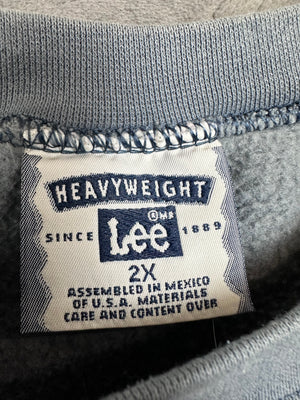 HEAVYWEIGHT
®MR
SINCE Lee 1889
2X
ASSEMBLED IN MEXICO
OF U.S.A. MATERIALS
CARE AND CONTENT OVER